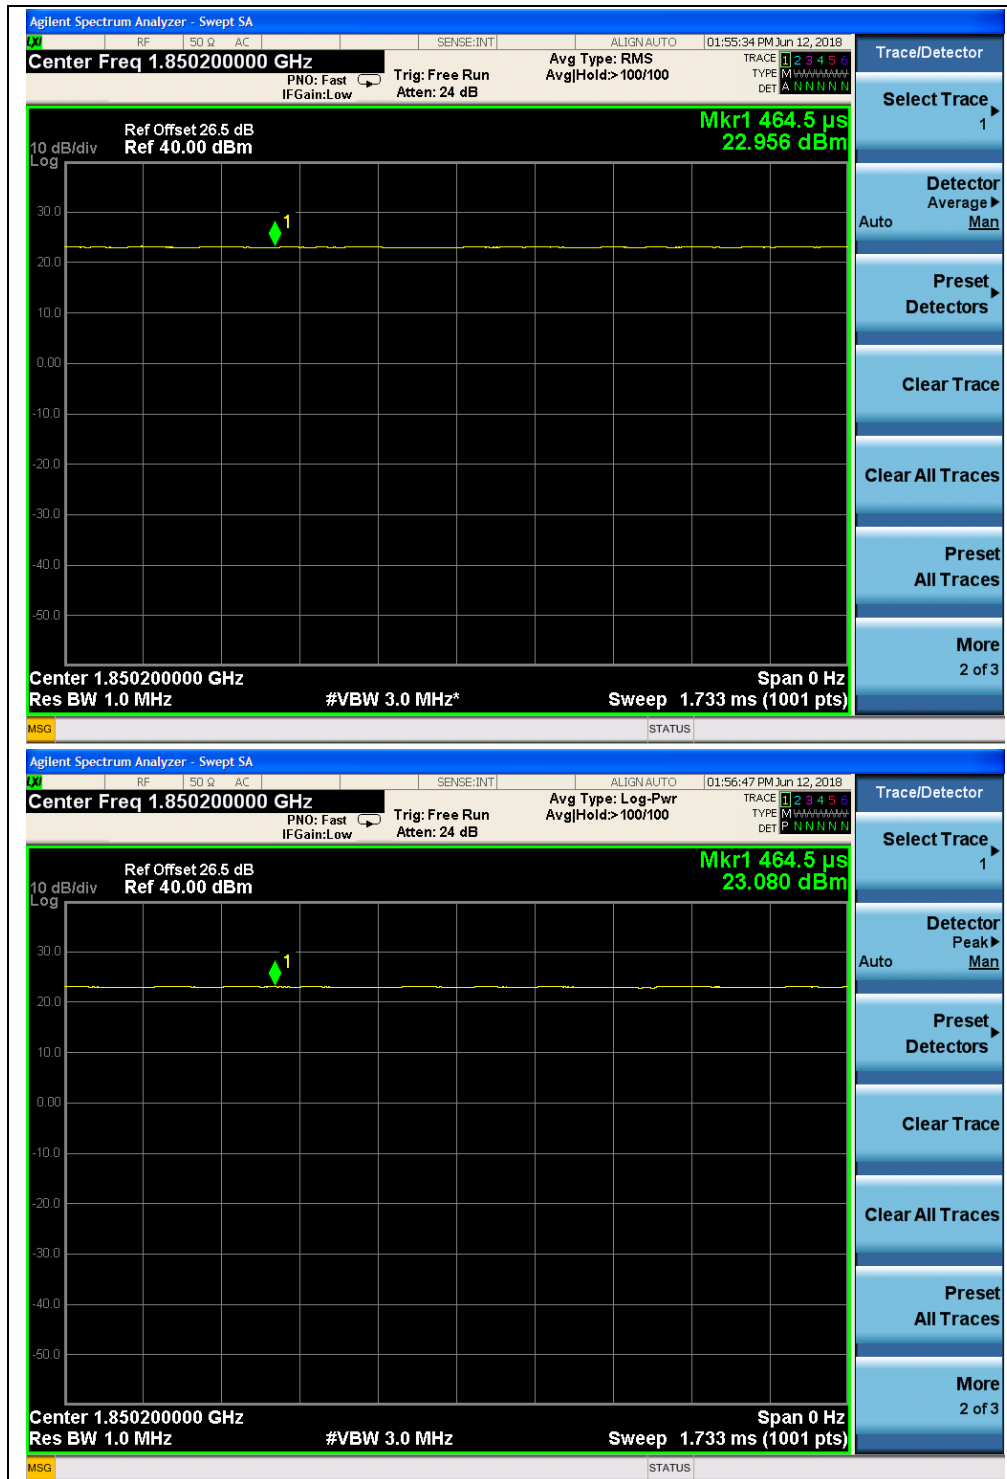 Agilent Spectrum Analyzer - Swept SA
LXI RF 50 Ω AC SENSE:INT ALIGN AUTO 01:55:34 PM Jun 12, 2018
Center Freq 1.850200000 GHz
PNO: Fast
IFGain:Low
Trig: Free Run
Atten: 24 dB
Avg Type: RMS
Avg|Hold:>100/100
TRACE 1 2 3 4 5 6
TYPE M WWWWW
DET A N N N N N
Ref Offset 26.5 dB
10 dB/div Ref 40.00 dBm
Log
Mkr1 464.5 µs
22.956 dBm
1
30.0
20.0
10.0
0.00
-10.0
-20.0
-30.0
-40.0
-50.0
Center 1.850200000 GHz Span 0 Hz
Res BW 1.0 MHz #VBW 3.0 MHz* Sweep 1.733 ms (1001 pts)
MSG STATUS
Trace/Detector
Select Trace
1
Detector
Average
Auto Man
Preset
Detectors
Clear Trace
Clear All Traces
Preset
All Traces
More
2 of 3
Agilent Spectrum Analyzer - Swept SA
LXI RF 50 Ω AC SENSE:INT ALIGN AUTO 01:56:47 PM Jun 12, 2018
Center Freq 1.850200000 GHz
PNO: Fast
IFGain:Low
Trig: Free Run
Atten: 24 dB
Avg Type: Log-Pwr
Avg|Hold:>100/100
TRACE 1 2 3 4 5 6
TYPE M WWWWW
DET P N N N N N
Ref Offset 26.5 dB
10 dB/div Ref 40.00 dBm
Log
Mkr1 464.5 µs
23.080 dBm
1
30.0
20.0
10.0
0.00
-10.0
-20.0
-30.0
-40.0
-50.0
Center 1.850200000 GHz Span 0 Hz
Res BW 1.0 MHz #VBW 3.0 MHz Sweep 1.733 ms (1001 pts)
MSG STATUS
Trace/Detector
Select Trace
1
Detector
Peak
Auto Man
Preset
Detectors
Clear Trace
Clear All Traces
Preset
All Traces
More
2 of 3